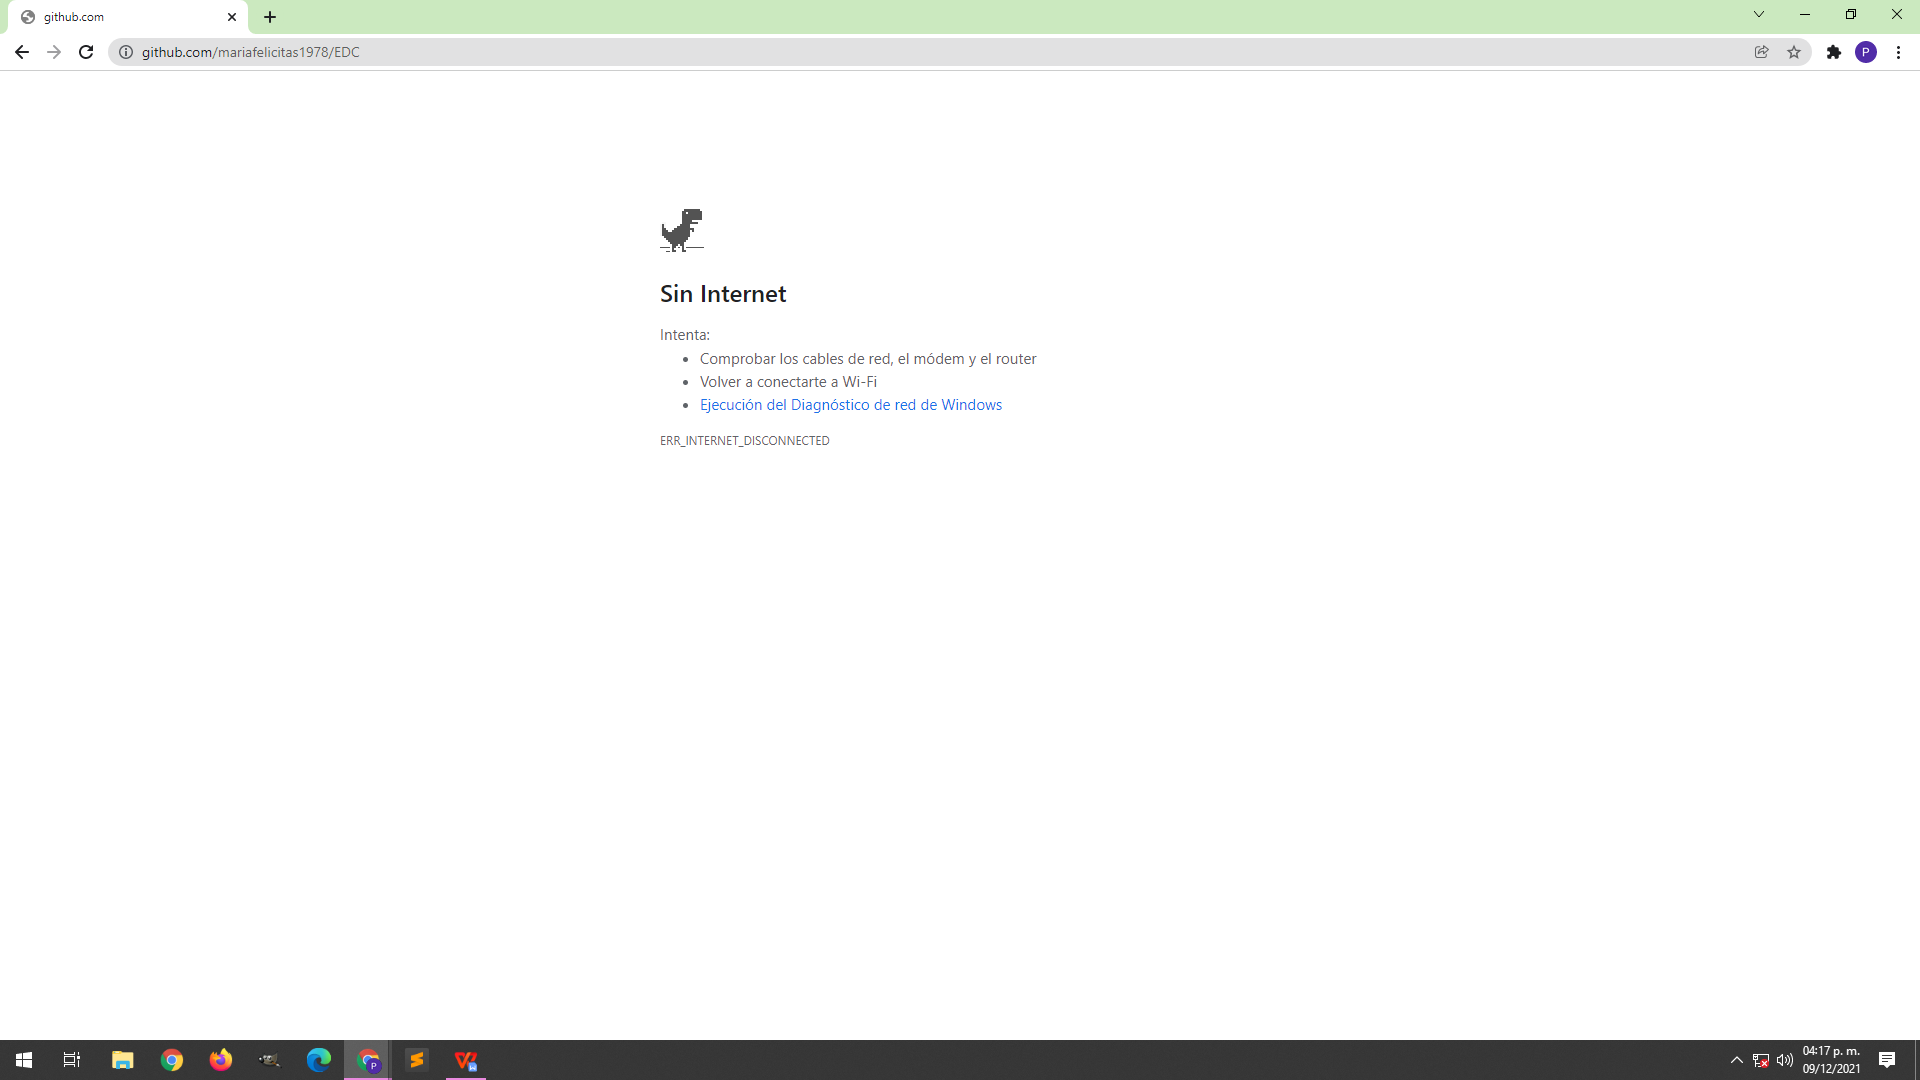 github.com
github.com/mariafelicitas1978/EDC
P
Sin Internet
Intenta:
Comprobar los cables de red, el módem y el router
Volver a conectarte a Wi-Fi
Ejecución del Diagnóstico de red de Windows
ERR_INTERNET_DISCONNECTED
P
04:17 p. m.
09/12/2021